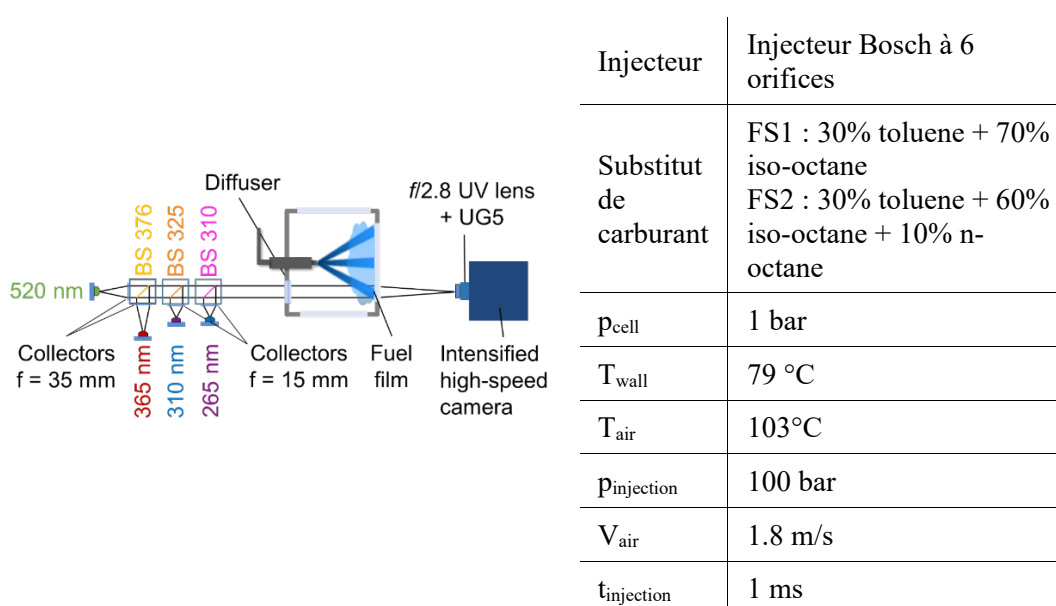 Diffuser
f/2.8 UV lens
+ UG5
BS 376
BS 325
BS 310
520 nm
Collectors
f = 35 mm
365 nm
310 nm
265 nm
Collectors
f = 15 mm
Fuel
film
Intensified
high-speed
camera
Injecteur
Injecteur Bosch à 6
orifices
Substitut
de
carburant
FS1 : 30% toluene + 70%
iso-octane
FS2 : 30% toluene + 60%
iso-octane + 10% n-
octane
pcell
1 bar
Twall
79 °C
Tair
103°C
pinjection
100 bar
Vair
1.8 m/s
tinjection
1 ms